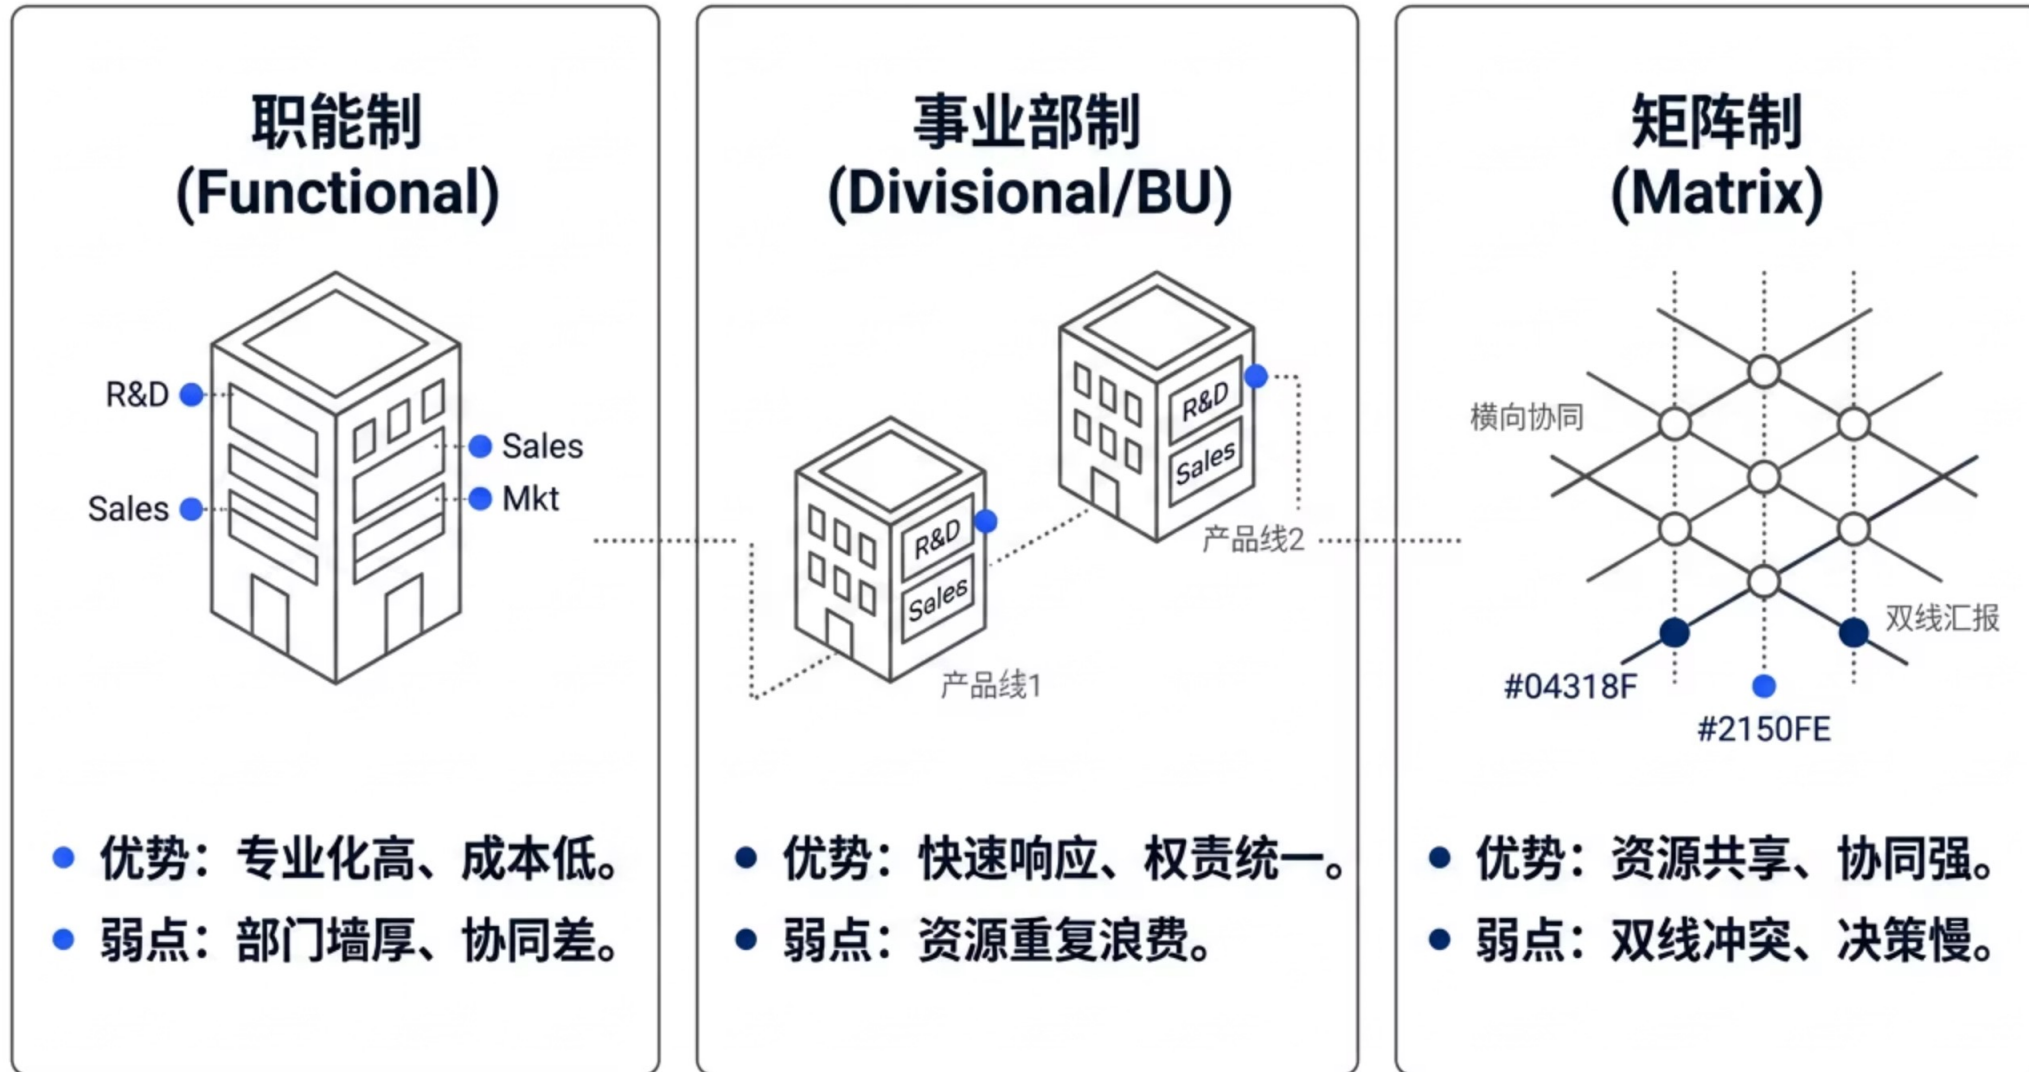 职能制
(Functional)
R&D
Sales
Sales
Mkt
优势：专业化高、成本低。
弱点：部门墙厚、协同差。
事业部制
(Divisional/BU)
R&D
Sales
产品线2
R&D
Sales
产品线1
优势：快速响应、权责统一。
弱点：资源重复浪费。
矩阵制
(Matrix)
横向协同
双线汇报
#04318F
#2150FE
优势：资源共享、协同强。
弱点：双线冲突、决策慢。